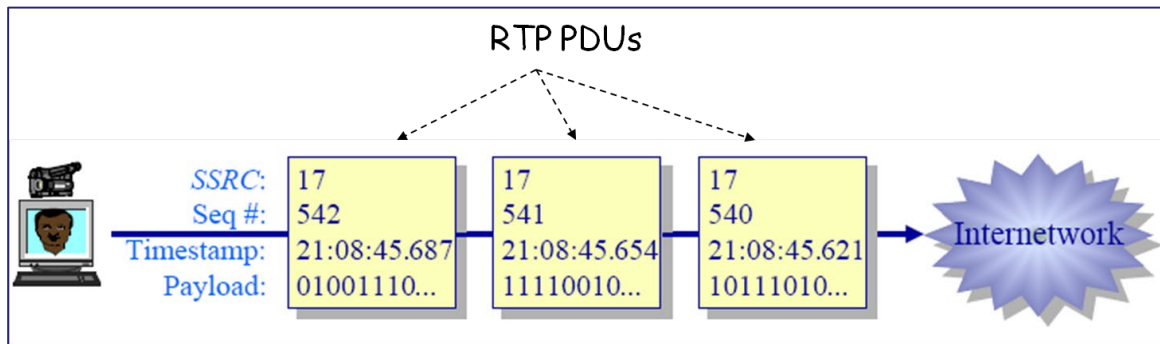 RTP PDUs
SSRC: 17 17 17
Seq #: 542 541 540
Timestamp: 21:08:45.687 21:08:45.654 21:08:45.621
Payload: 01001110... 11110010... 10111010...
Internetwork